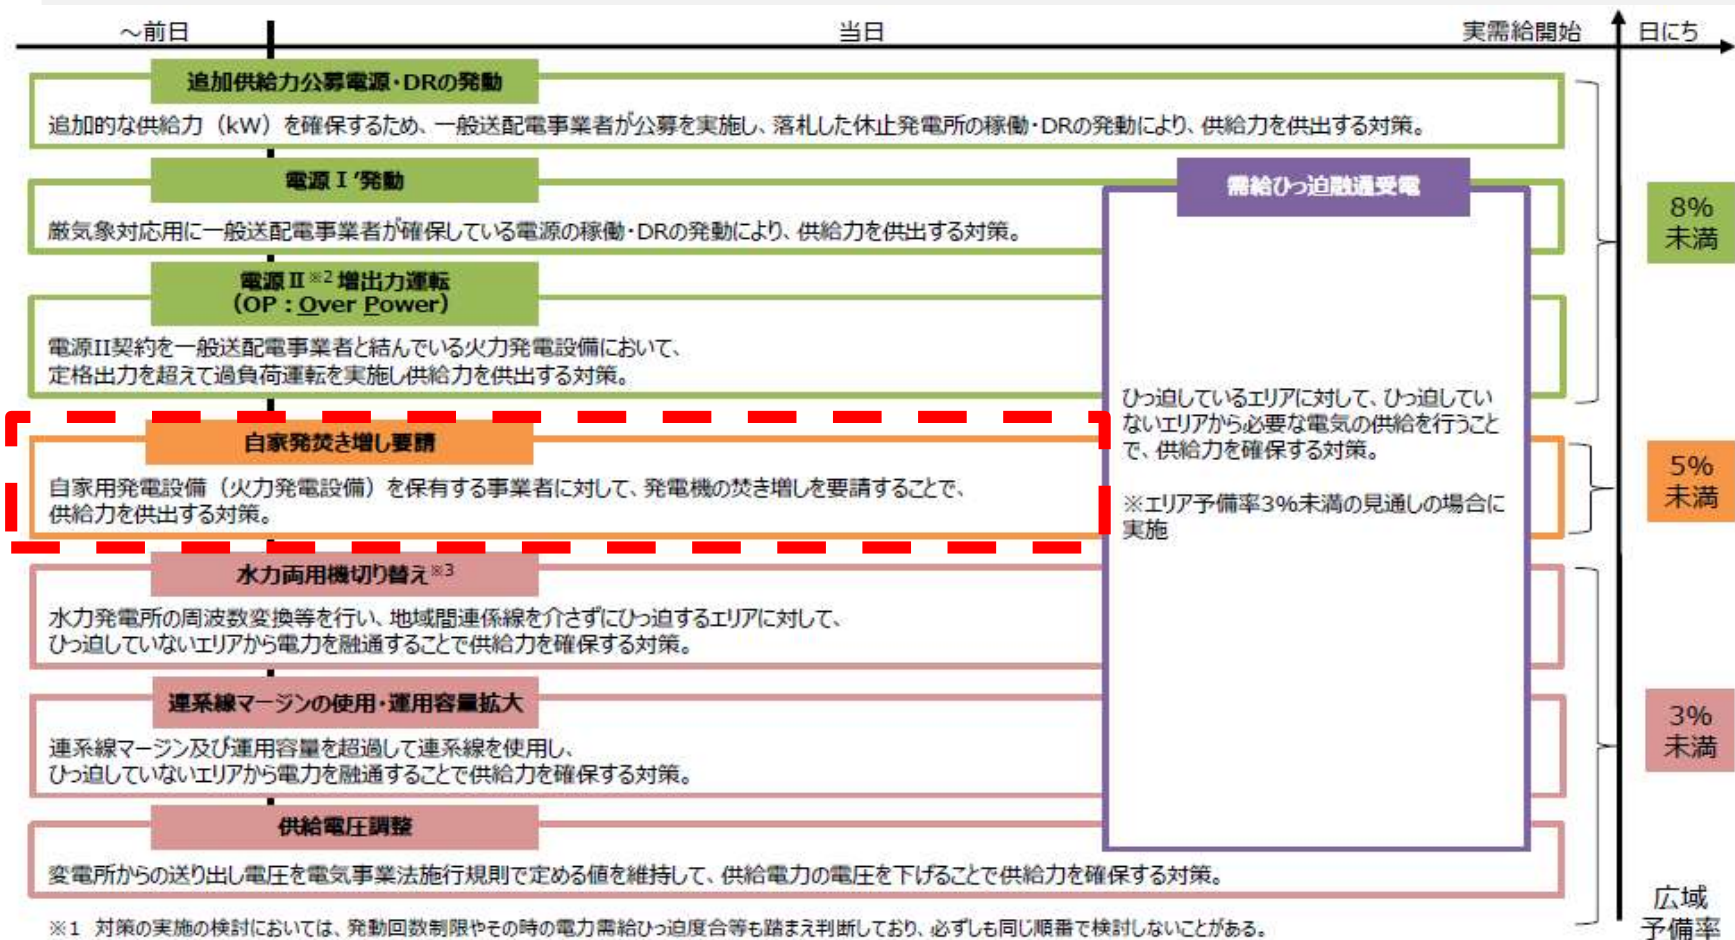 ～前日
当日
実需給開始
日にち
追加供給力公募電源・DRの発動
追加的な供給力（kW）を確保するため、一般送配電事業者が公募を実施し、落札した休止発電所の稼働・DRの発動により、供給力を供出する対策。
電源Ⅰ’発動
厳気象対応用に一般送配電事業者が確保している電源の稼働・DRの発動により、供給力を供出する対策。
電源Ⅱ※2増出力運転
（OP：Over Power）
電源II契約を一般送配電事業者と結んでいる火力発電設備において、
定格出力を超えて過負荷運転を実施し供給力を供出する対策。
8%
未満
需給ひっ迫融通受電
ひっ迫しているエリアに対して、ひっ迫してい
ないエリアから必要な電気の供給を行うこと
で、供給力を確保する対策。
※エリア予備率3%未満の見通しの場合に
実施
自家発焚き増し要請
自家用発電設備（火力発電設備）を保有する事業者に対して、発電機の焚き増しを要請することで、
供給力を供出する対策。
5%
未満
水力両用機切り替え※3
水力発電所の周波数変換等を行い、地域間連係線を介さずにひっ迫するエリアに対して、
ひっ迫していないエリアから電力を融通することで供給力を確保する対策。
連系線マージンの使用・運用容量拡大
連系線マージン及び運用容量を超過して連系線を使用し、
ひっ迫していないエリアから電力を融通することで供給力を確保する対策。
3%
未満
供給電圧調整
変電所からの送り出し電圧を電気事業法施行規則で定める値を維持して、供給電力の電圧を下げることで供給力を確保する対策。
広域
予備率
※1 対策の実施の検討においては、発動回数制限やその時の電力需給ひっ迫度合等も踏まえ判断しており、必ずしも同じ順番で検討しないことがある。